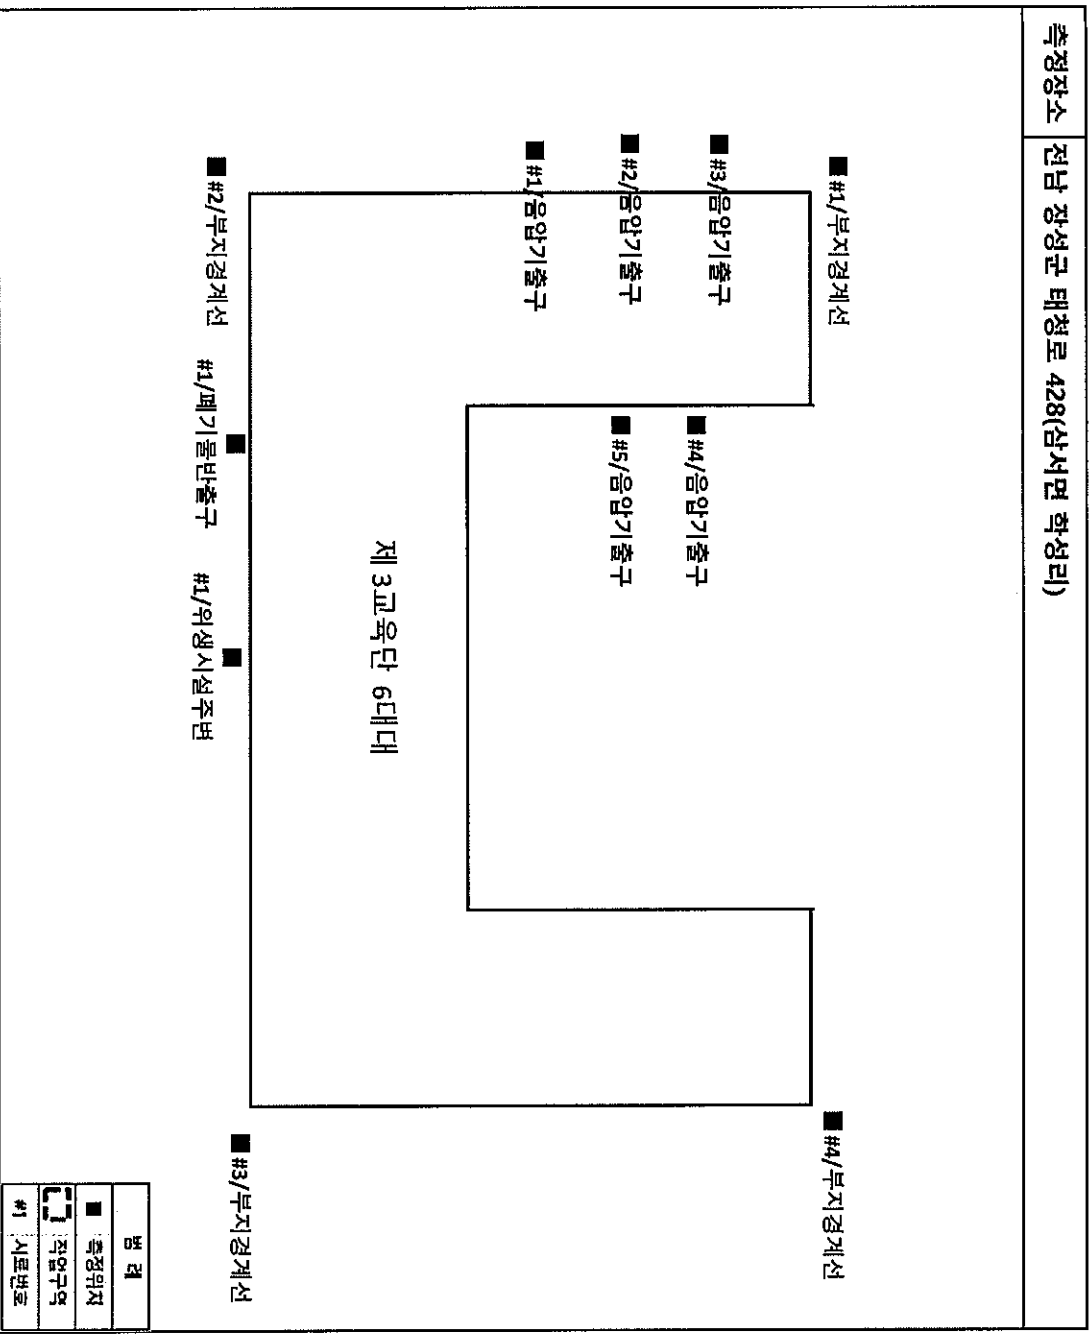 측정장소 전남 장성군 태청로 428(삼서면 학성리)
■ #1/부지경계선
■ #4/부지경계선
■ #3/음압기출구
■ #4/음압기출구
■ #2/음압기출구
■ #5/음압기출구
■ #1/음압기출구
제 3교육단 6대대
■ #2/부지경계선
#1/폐기물반출구
#1/위생시설주변
■ #3/부지경계선
범 례
■ 측정위치
작업구역
#1 시료번호